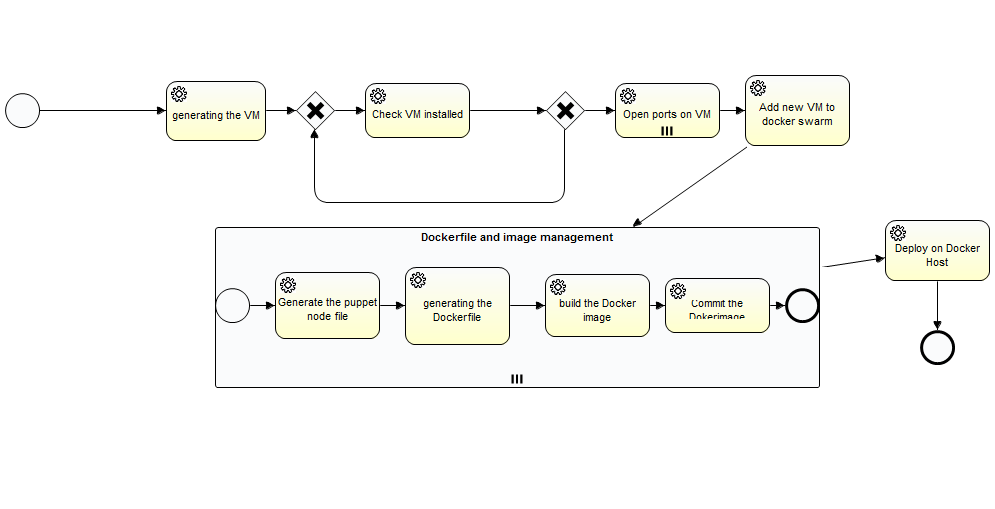 generating the VM
Check VM installed
Open ports on VM
Add new VM to
docker swarm
Dockerfile and image management
Generate the puppet
node file
generating the
Dockerfile
build the Docker
image
Commit the
Dokerimage
Deploy on Docker
Host